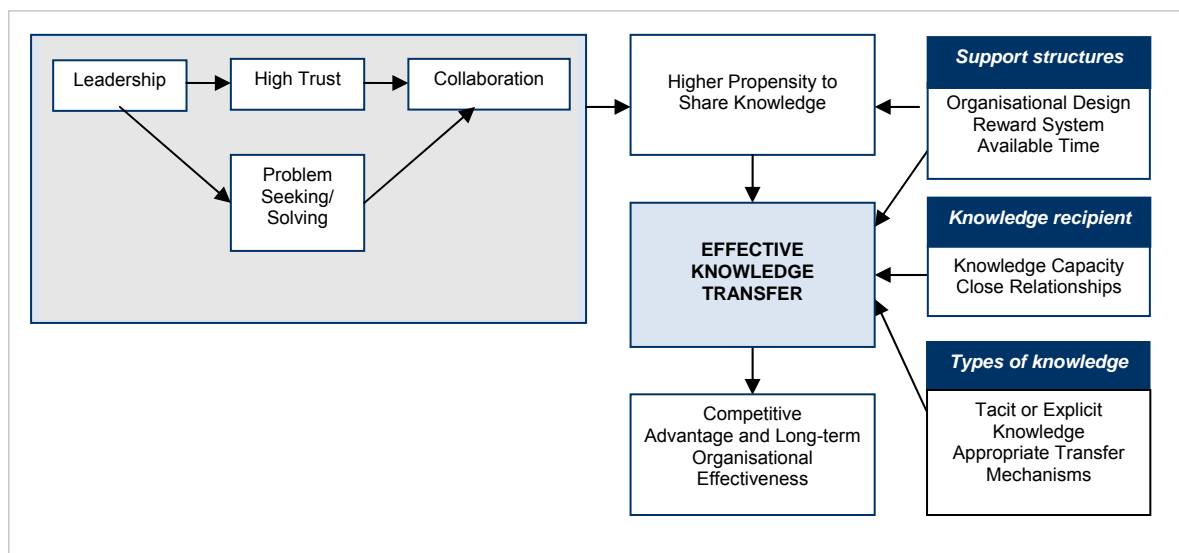 Leadership
High Trust
Collaboration
Problem
Seeking/
Solving
Higher Propensity to
Share Knowledge
EFFECTIVE
KNOWLEDGE
TRANSFER
Competitive
Advantage and Long-term
Organisational
Effectiveness
Support structures
Organisational Design
Reward System
Available Time
Knowledge recipient
Knowledge Capacity
Close Relationships
Types of knowledge
Tacit or Explicit
Knowledge
Appropriate Transfer
Mechanisms